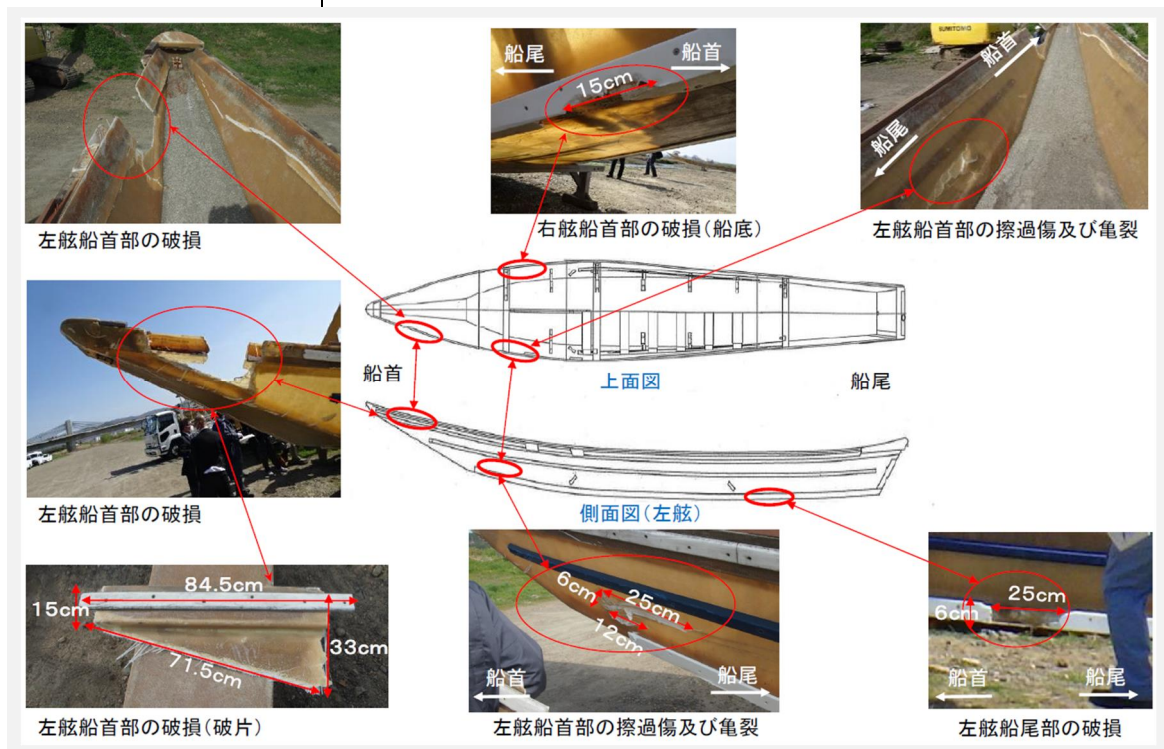 SUMITOMO
船尾
船首
15cm
船首
船尾
左舷船首部の破損
右舷船首部の破損(船底)
左舷船首部の擦過傷及び亀裂
船首
上面図
船尾
側面図(左舷)
左舷船首部の破損
84.5cm
15cm
33cm
71.5cm
6cm
25cm
12cm
船首
船尾
25cm
6cm
船首
船尾
左舷船首部の破損(破片)
左舷船首部の擦過傷及び亀裂
左舷船尾部の破損